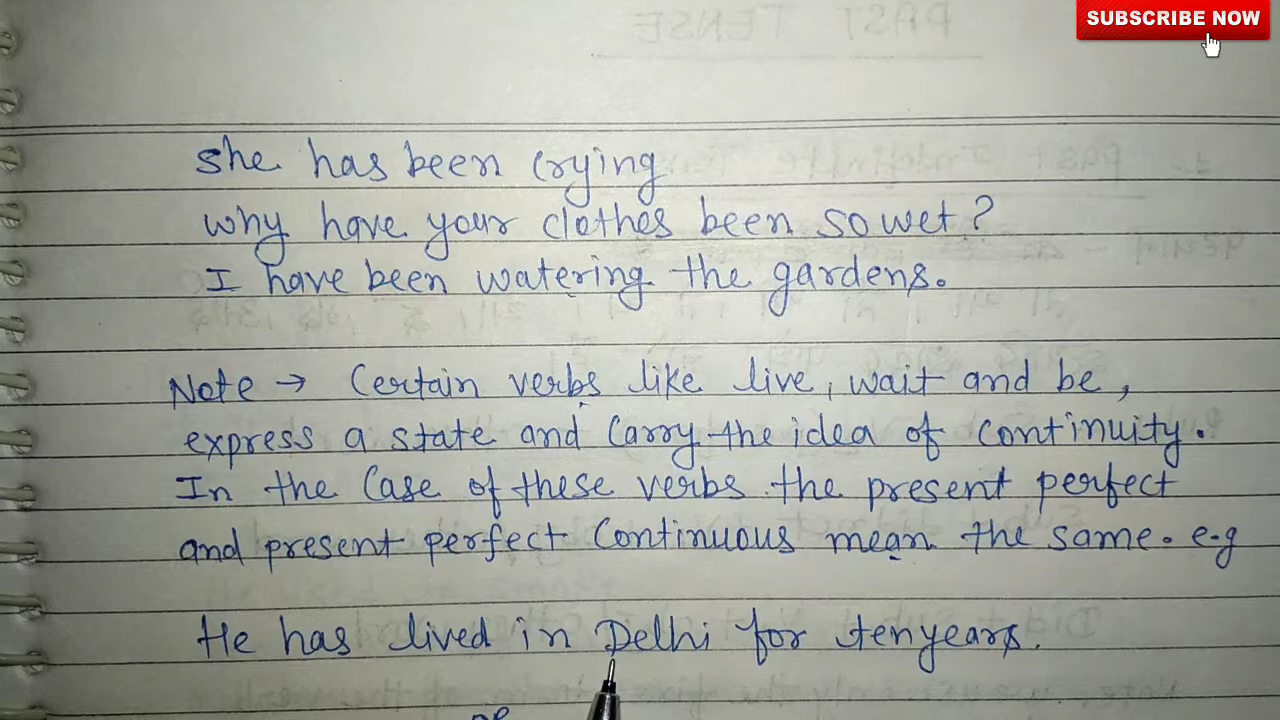 SUBSCRIBE NOW
PAST TENSE
she has been crying
why have your clothes been so wet?
I have been watering the gardens.
Note → Certain verbs like live, wait and be,
express a state and carry the idea of continuity.
In the case of these verbs the present perfect
and present perfect continuous mean the same. e.g
He has lived in Delhi for ten years.